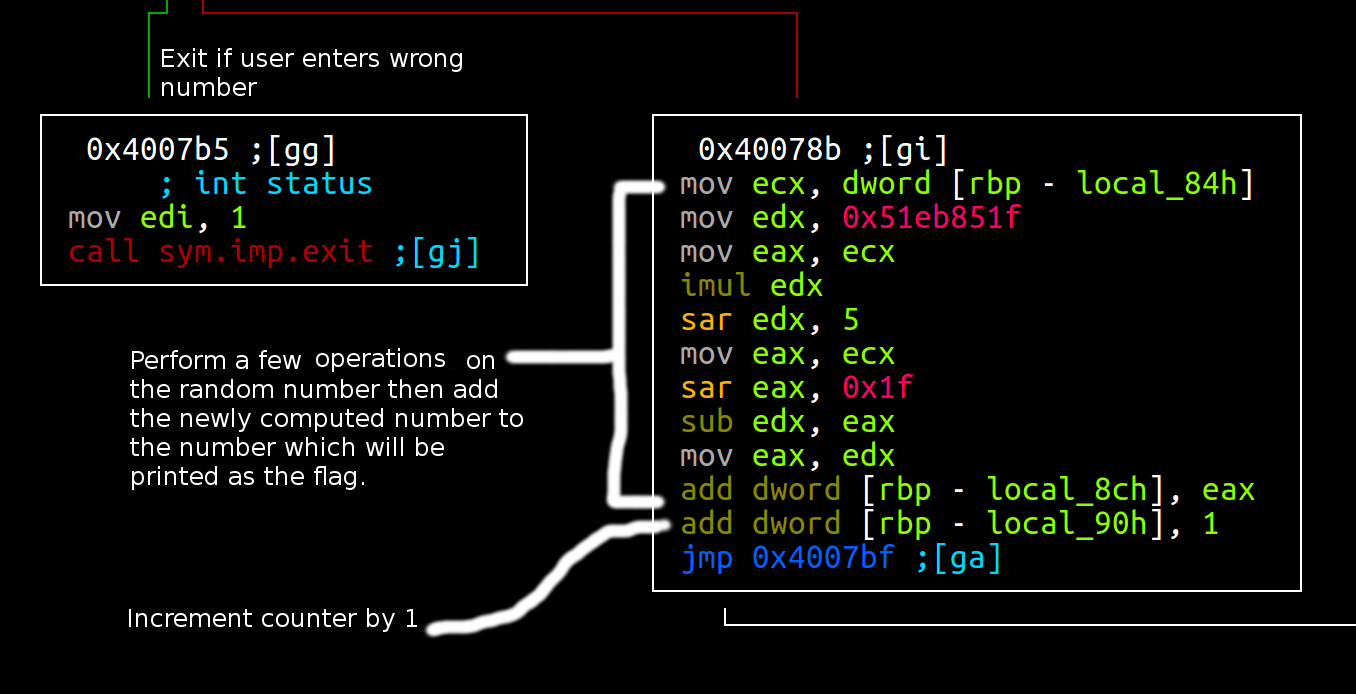 Exit if user enters wrong
number
0x4007b5 ;[gg]
; int status
mov edi, 1
call sym.imp.exit ;[gj]
Perform a few operations on
the random number then add
the newly computed number to
the number which will be
printed as the flag.
Increment counter by 1
0x40078b ;[gi]
mov ecx, dword [rbp - local_84h]
mov edx, 0x51eb851f
mov eax, ecx
imul edx
sar edx, 5
mov eax, ecx
sar eax, 0x1f
sub edx, eax
mov eax, edx
add dword [rbp - local_8ch], eax
add dword [rbp - local_90h], 1
jmp 0x4007bf ;[ga]